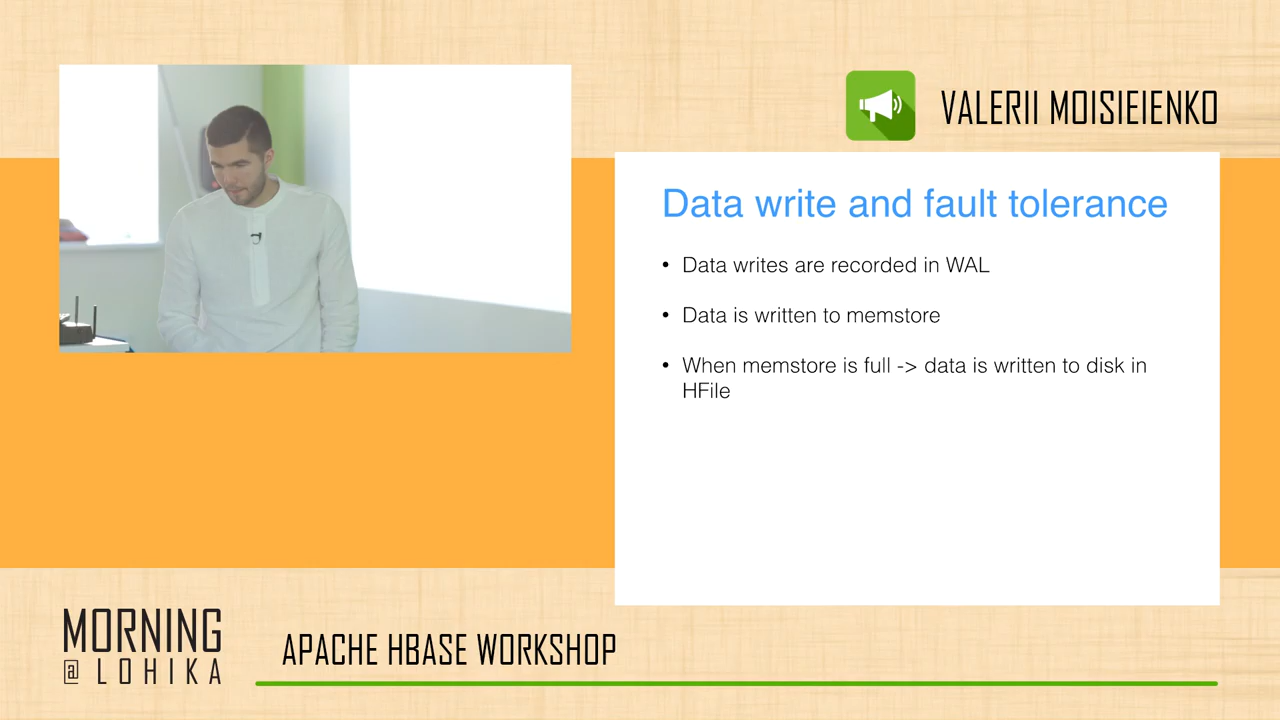 VALERII MOISIEIENKO
Data write and fault tolerance
• Data writes are recorded in WAL
• Data is written to memstore
• When memstore is full -> data is written to disk in
HFile
MORNING
@ LOHIKA
APACHE HBASE WORKSHOP